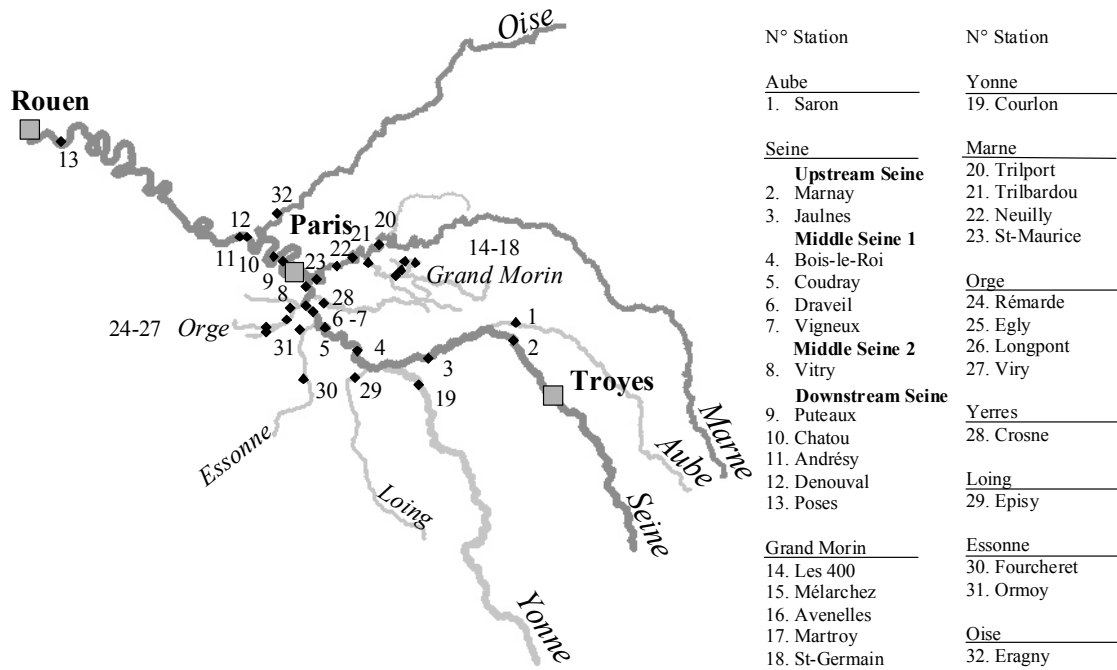 Oise
Rouen
13
32
12
Paris
20
21
22
11
10
23
14-18
Grand Morin
9
8
28
1
24-27
Orge
6 -7
2
31
5
4
3
30
29
19
Troyes
Essonne
Loing
Aube
Marne
Seine
Yonne
N° Station
Aube
1. Saron
Seine
Upstream Seine
2. Marnay
3. Jaulnes
Middle Seine 1
4. Bois-le-Roi
5. Coudray
6. Draveil
7. Vigneux
Middle Seine 2
8. Vitry
Downstream Seine
9. Puteaux
10. Chatou
11. Andrésy
12. Denouval
13. Poses
Grand Morin
14. Les 400
15. Mélarchez
16. Avenelles
17. Martroy
18. St-Germain
N° Station
Yonne
19. Courlon
Marne
20. Trilport
21. Trilbardou
22. Neuilly
23. St-Maurice
Orge
24. Rémarde
25. Egly
26. Longpont
27. Viry
Yerres
28. Crosne
Loing
29. Episy
Essonne
30. Fourcheret
31. Ormoy
Oise
32. Eragny